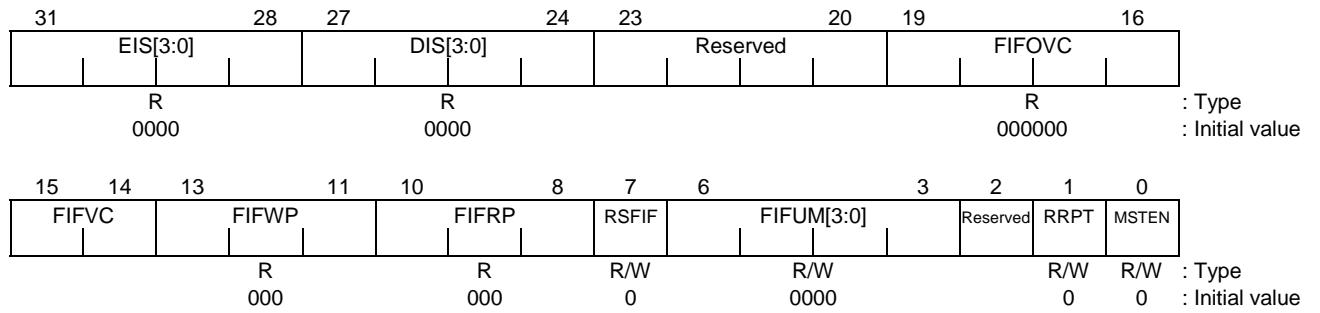 31 28 27 24 23 20 19 16
EIS[3:0] DIS[3:0] Reserved FIFOVC
R R R : Type
0000 0000 000000 : Initial value
15 14 13 11 10 8 7 6 3 2 1 0
FIFVC FIFWP FIFRP RSFIF FIFUM[3:0] Reserved RRPT MSTEN
R R R/W R/W R/W R/W : Type
000 000 0 0000 0 0 : Initial value